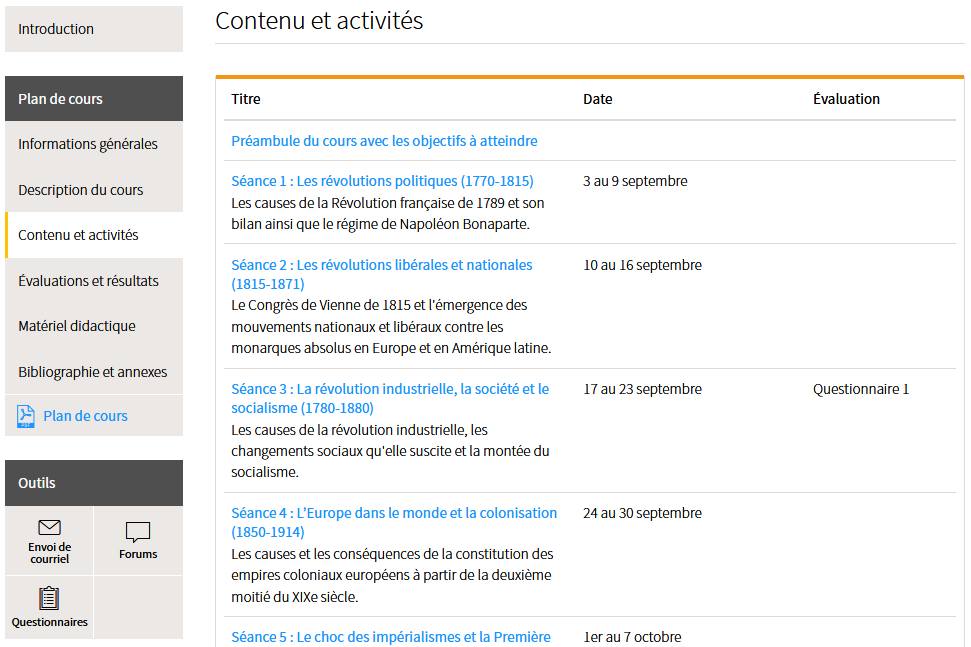 Introduction
Plan de cours
Informations générales
Description du cours
Contenu et activités
Évaluations et résultats
Matériel didactique
Bibliographie et annexes
Plan de cours
Outils
Envoi de
courriel
Forums
Questionnaires
Contenu et activités
Titre Date Évaluation
Préambule du cours avec les objectifs à atteindre
Séance 1 : Les révolutions politiques (1770-1815) 3 au 9 septembre
Les causes de la Révolution française de 1789 et son
bilan ainsi que le régime de Napoléon Bonaparte.
Séance 2 : Les révolutions libérales et nationales 10 au 16 septembre
(1815-1871)
Le Congrès de Vienne de 1815 et l'émergence des
mouvements nationaux et libéraux contre les
monarques absolus en Europe et en Amérique latine.
Séance 3 : La révolution industrielle, la société et le 17 au 23 septembre Questionnaire 1
socialisme (1780-1880)
Les causes de la révolution industrielle, les
changements sociaux qu'elle suscite et la montée du
socialisme.
Séance 4 : L'Europe dans le monde et la colonisation 24 au 30 septembre
(1850-1914)
Les causes et les conséquences de la constitution des
empires coloniaux européens à partir de la deuxième
moitié du XIXe siècle.
Séance 5 : Le choc des impérialismes et la Première 1er au 7 octobre